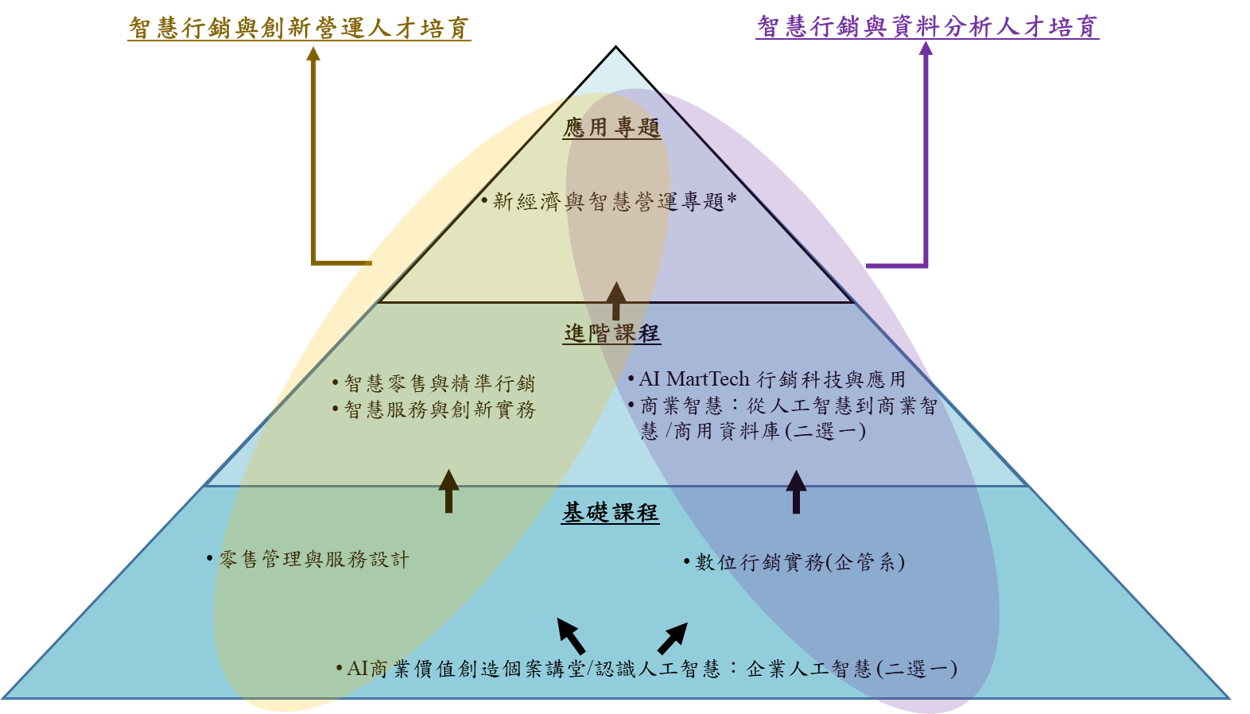 智慧行銷與創新營運人才培育
智慧行銷與資料分析人才培育
應用專題
•新經濟與智慧營運專題*
進階課程
•智慧零售與精準行銷
•智慧服務與創新實務
•AI MartTech 行銷科技與應用
•商業智慧：從人工智慧到商業智
慧 /商用資料庫(二選一)
基礎課程
•零售管理與服務設計
•數位行銷實務(企管系)
•AI商業價值創造個案講堂/認識人工智慧：企業人工智慧(二選一)